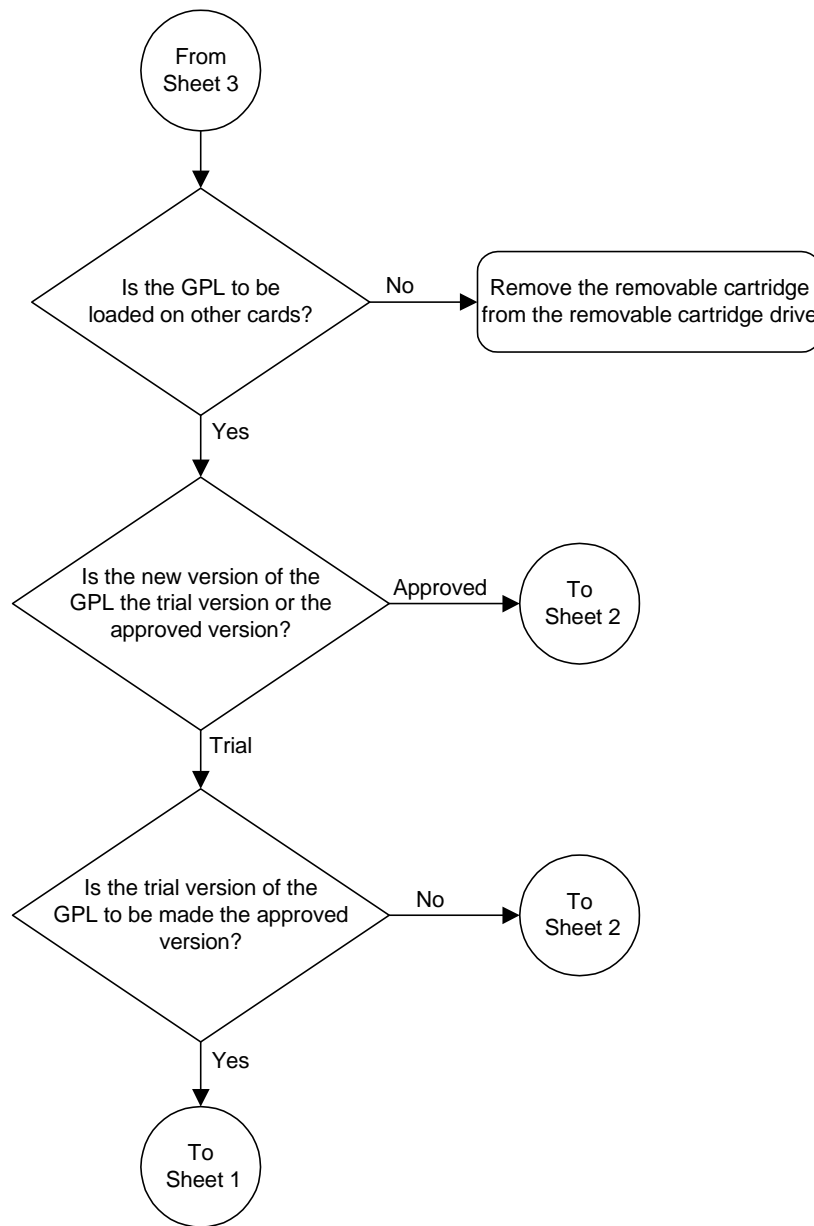 From
Sheet 3
Is the GPL to be
loaded on other cards?
No
Remove the removable cartridge
from the removable cartridge drive
Yes
Is the new version of the
GPL the trial version or the
approved version?
Approved
To
Sheet 2
Trial
Is the trial version of the
GPL to be made the approved
version?
No
To
Sheet 2
Yes
To
Sheet 1